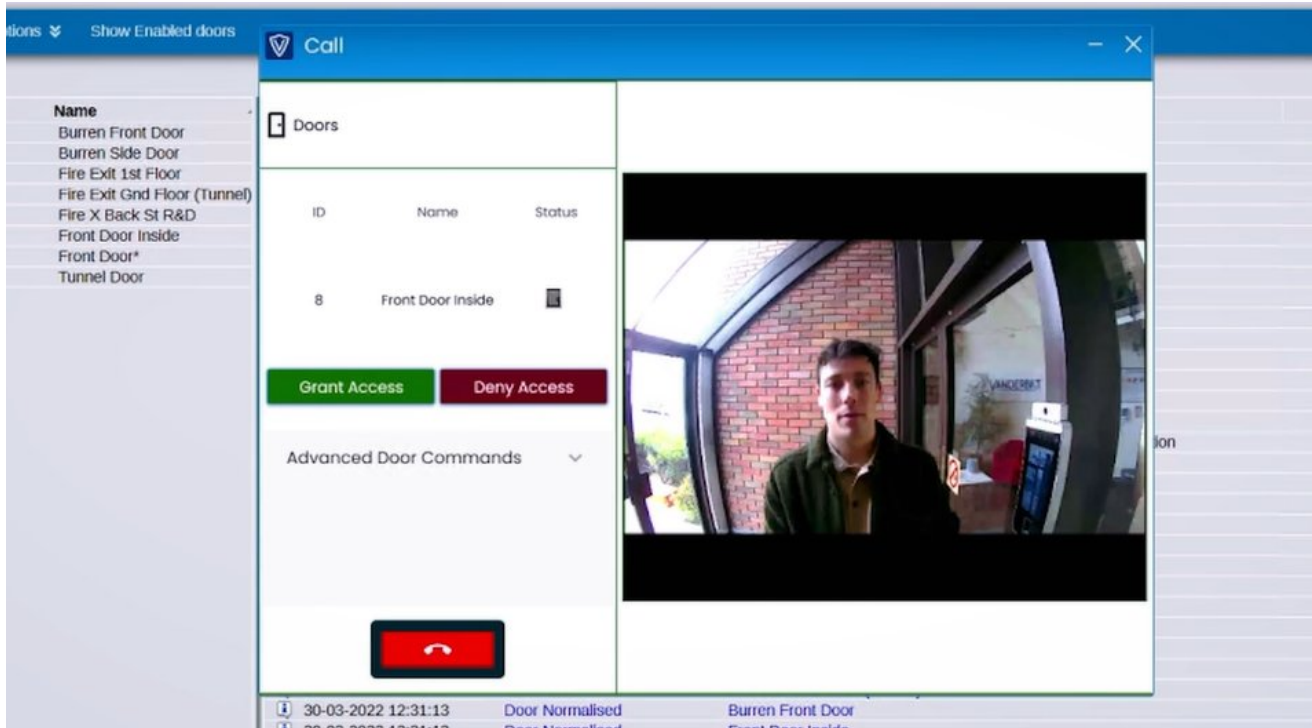 Show Enabled doors
Call
Name
Burren Front Door
Burren Side Door
Fire Exit 1st Floor
Fire Exit Gnd Floor (Tunnel)
Fire X Back St R&D
Front Door Inside
Front Door*
Tunnel Door
Doors
ID Name Status
8 Front Door Inside
Grant Access Deny Access
Advanced Door Commands
VANDERBILT
30-03-2022 12:31:13 Door Normalised Burren Front Door